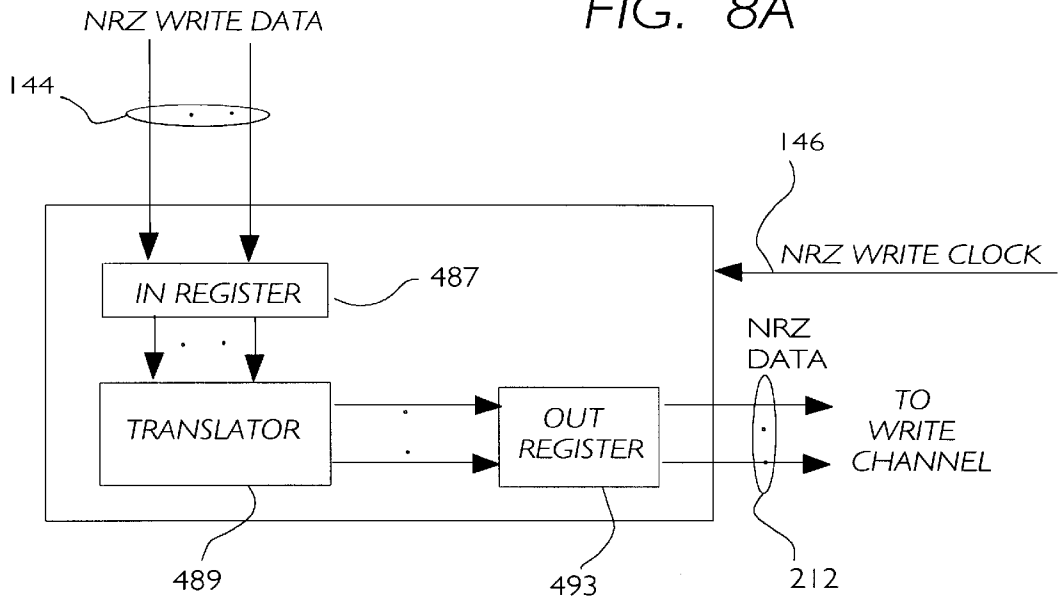 NRZ WRITE DATA
FIG. 8A
144
146
NRZ WRITE CLOCK
IN REGISTER
487
NRZ
DATA
TRANSLATOR
OUT
REGISTER
TO
WRITE
CHANNEL
489
493
212